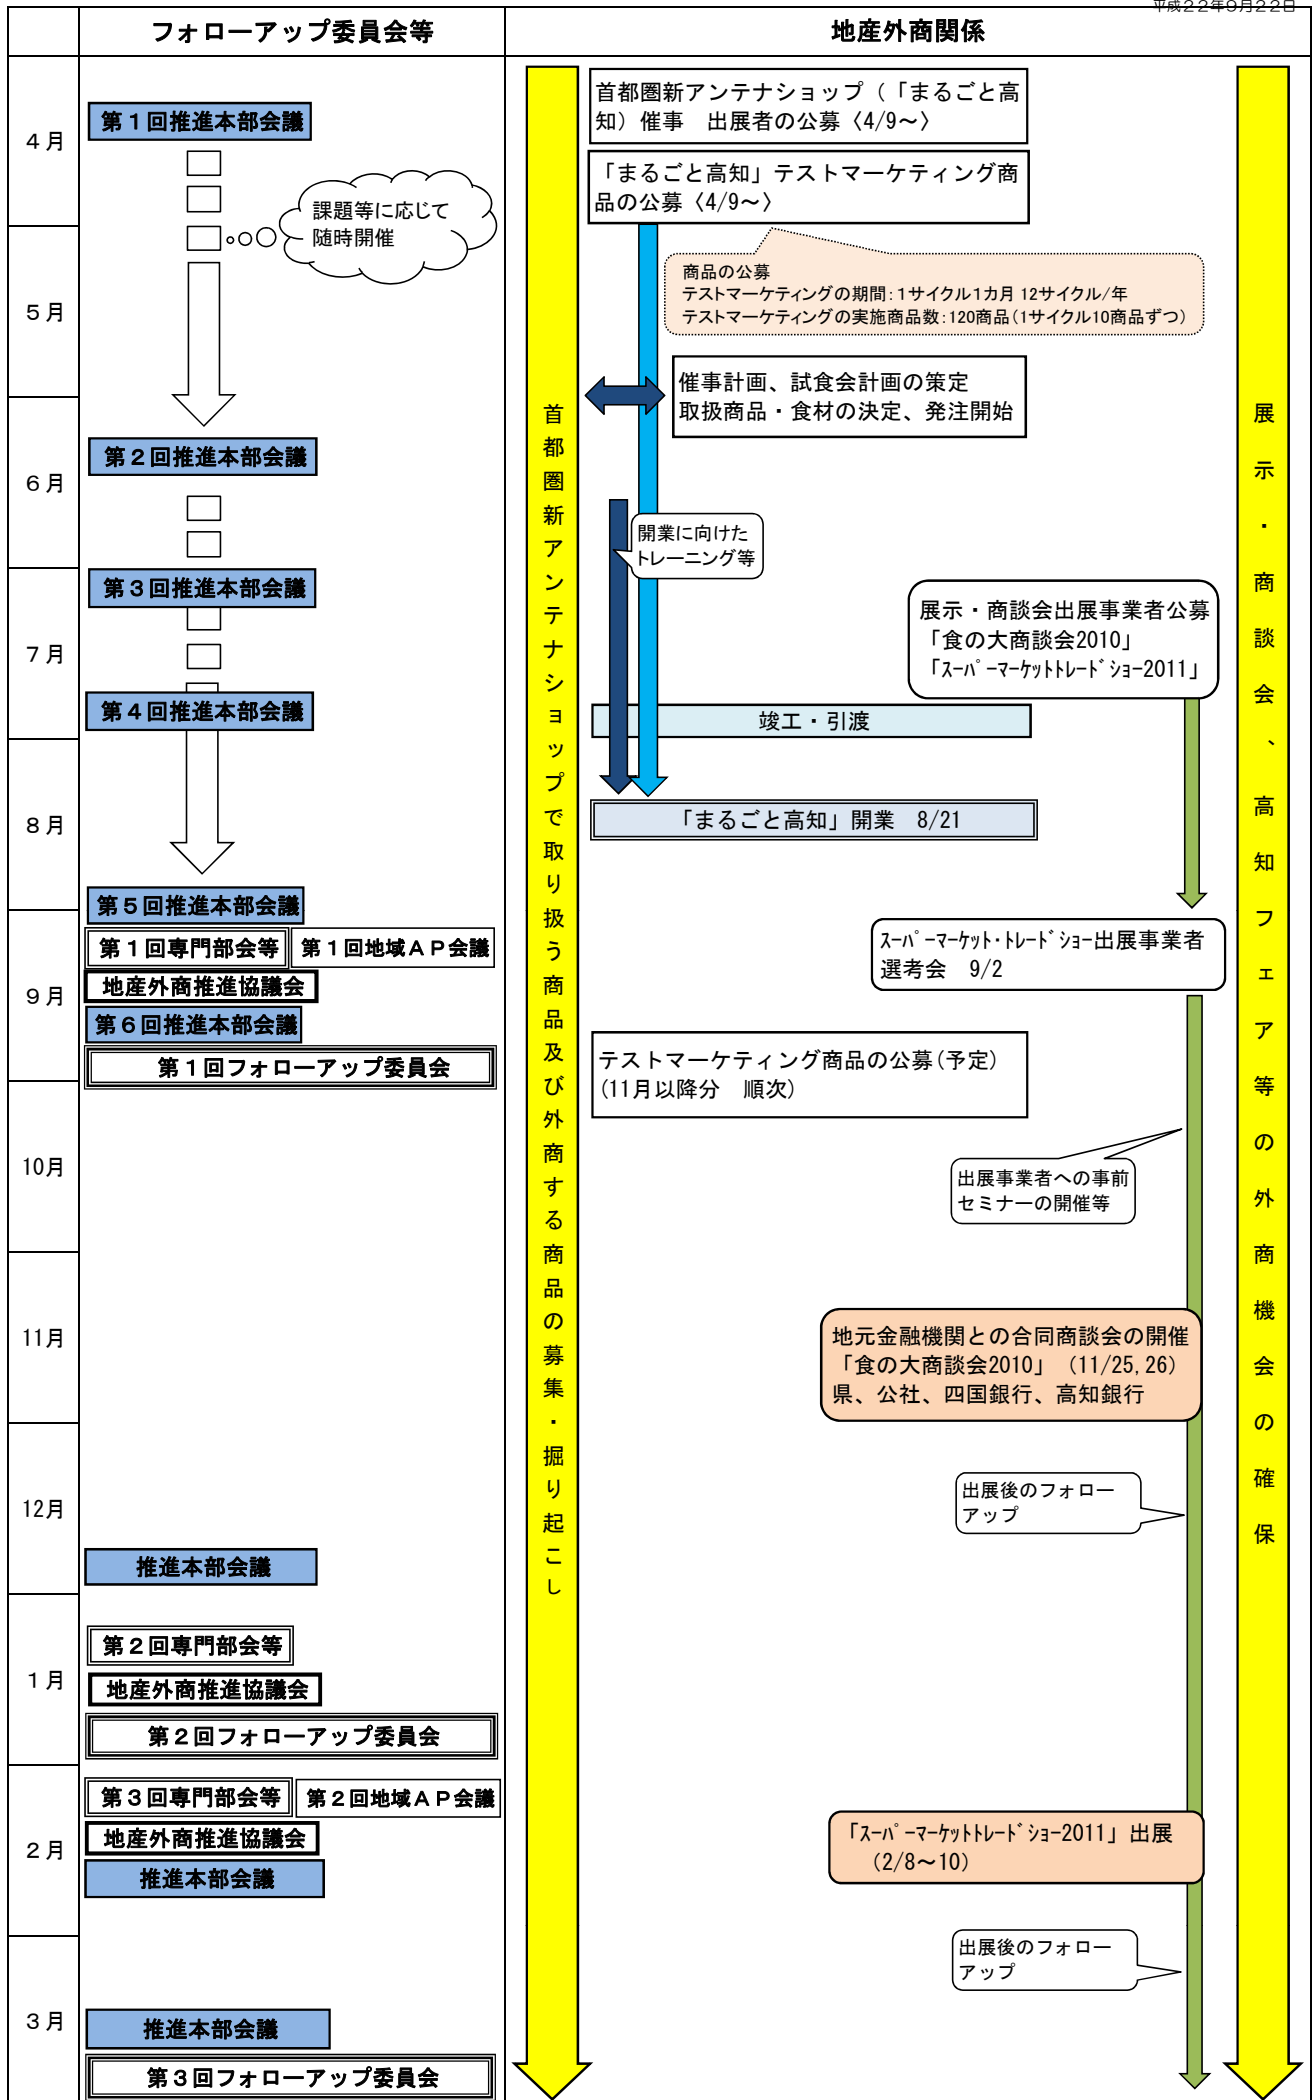 平成22年9月22日
フォローアップ委員会等
地産外商関係
4月
第1回推進本部会議
課題等に応じて
随時開催
首都圏新アンテナショップ（「まるごと高
知）催事　出展者の公募〈4/9～〉
「まるごと高知」テストマーケティング商
品の公募〈4/9～〉
5月
商品の公募
テストマーケティングの期間：1サイクル1カ月 12サイクル/年
テストマーケティングの実施商品数：120商品（1サイクル10商品ずつ）
催事計画、試食会計画の策定
取扱商品・食材の決定、発注開始
首都圏新アンテナショップで取り扱う商品及び外商する商品の募集・掘り起こし
展示・商談会、高知フェア等の外商機会の確保
6月
第2回推進本部会議
開業に向けた
トレーニング等
第3回推進本部会議
7月
展示・商談会出展事業者公募
「食の大商談会2010」
「ｽｰﾊﾟｰﾏｰｹｯﾄﾄﾚｰﾄﾞｼｮｰ2011」
第4回推進本部会議
竣工・引渡
8月
「まるごと高知」開業　8/21
第5回推進本部会議
9月
第1回専門部会等
第1回地域ＡＰ会議
地産外商推進協議会
第6回推進本部会議
第1回フォローアップ委員会
ｽｰﾊﾟｰﾏｰｹｯﾄ･ﾄﾚｰﾄﾞｼｮｰ出展事業者
選考会　9/2
テストマーケティング商品の公募(予定)
(11月以降分　順次)
10月
出展事業者への事前
セミナーの開催等
11月
地元金融機関との合同商談会の開催
「食の大商談会2010」（11/25,26）
県、公社、四国銀行、高知銀行
12月
出展後のフォロー
アップ
推進本部会議
1月
第2回専門部会等
地産外商推進協議会
第2回フォローアップ委員会
2月
第3回専門部会等
第2回地域ＡＰ会議
地産外商推進協議会
推進本部会議
「ｽｰﾊﾟｰﾏｰｹｯﾄﾄﾚｰﾄﾞｼｮｰ2011」出展
（2/8～10）
3月
出展後のフォロー
アップ
推進本部会議
第3回フォローアップ委員会